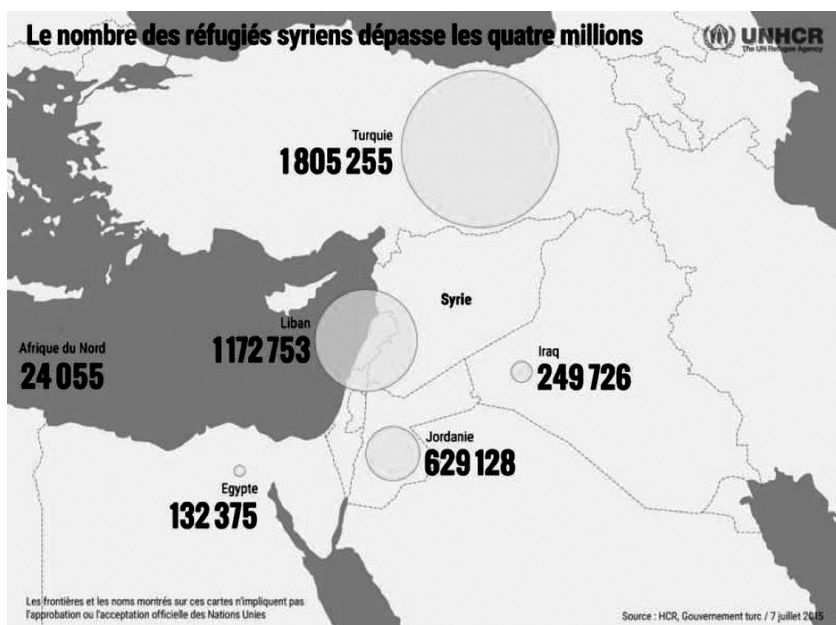 Le nombre des réfugiés syriens dépasse les quatre millions
UNHCR
The UN Refugee Agency
Turquie
1 805 255
Syrie
Liban
1 172 753
Afrique du Nord
24 055
Iraq
249 726
Jordanie
629 128
Egypte
132 375
Les frontières et les noms montrés sur ces cartes n'impliquent pas
l'approbation ou l'acceptation officielle des Nations Unies
Source : HCR, Gouvernement turc / 7 juillet 2015